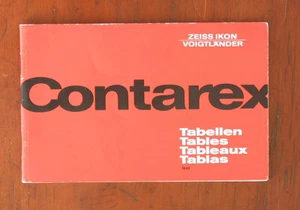 ZEISS IKON
VOIGTLÄNDER
Contarex
Tabellen
Tables
Tableaux
Tablas